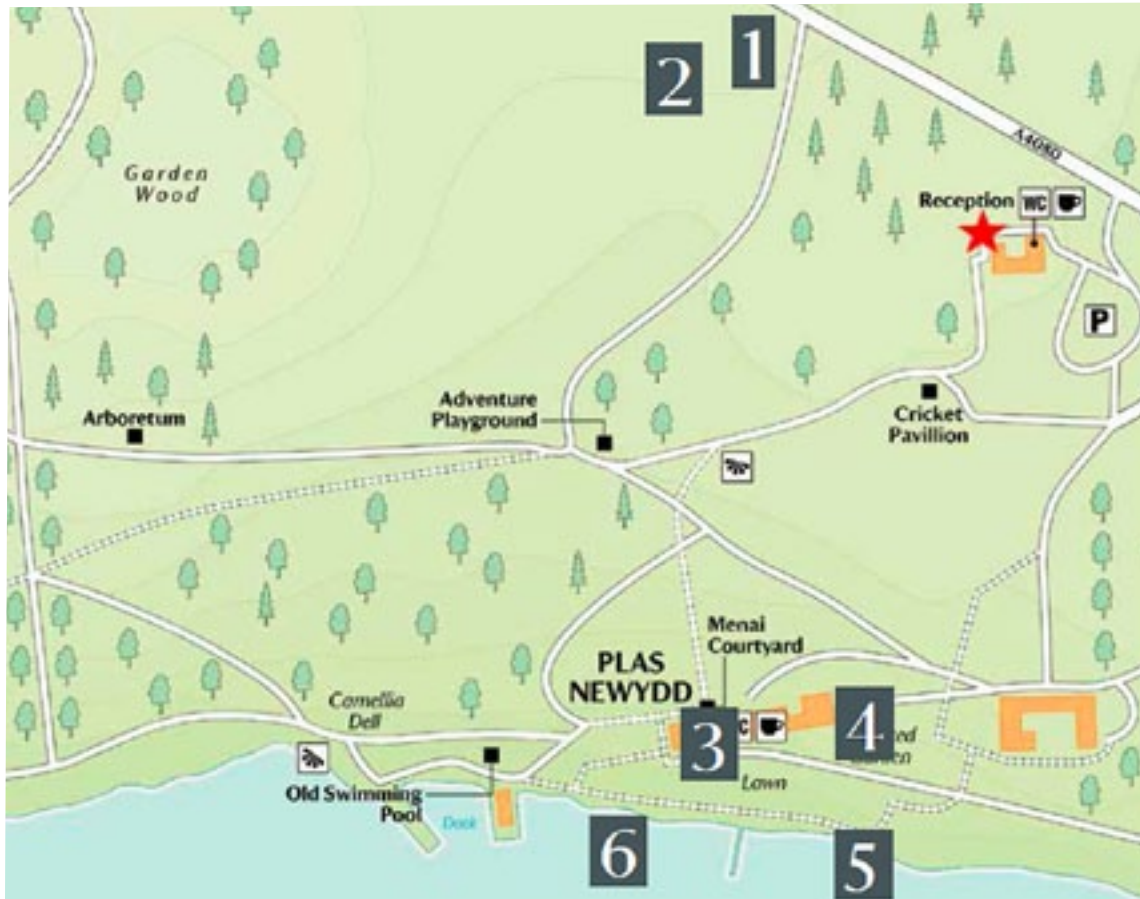 1
2
A4080
Garden
Wood
Reception WC
P
Adventure
Playground
Arboretum
Cricket
Pavillion
Menai
Courtyard
PLAS
NEWYDD
Camellia
Dell
3
4
Lawn
Old Swimming
Pool
Dock
6
5